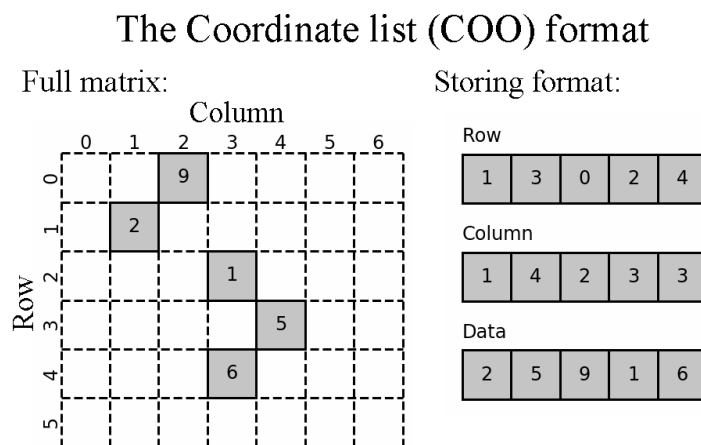 The Coordinate list (COO) format
Full matrix:
Column
0 1 2 3 4 5 6
Row
0 9
1 2
2 1
3 5
4 6
5
Storing format:
Row
1 3 0 2 4
Column
1 4 2 3 3
Data
2 5 9 1 6